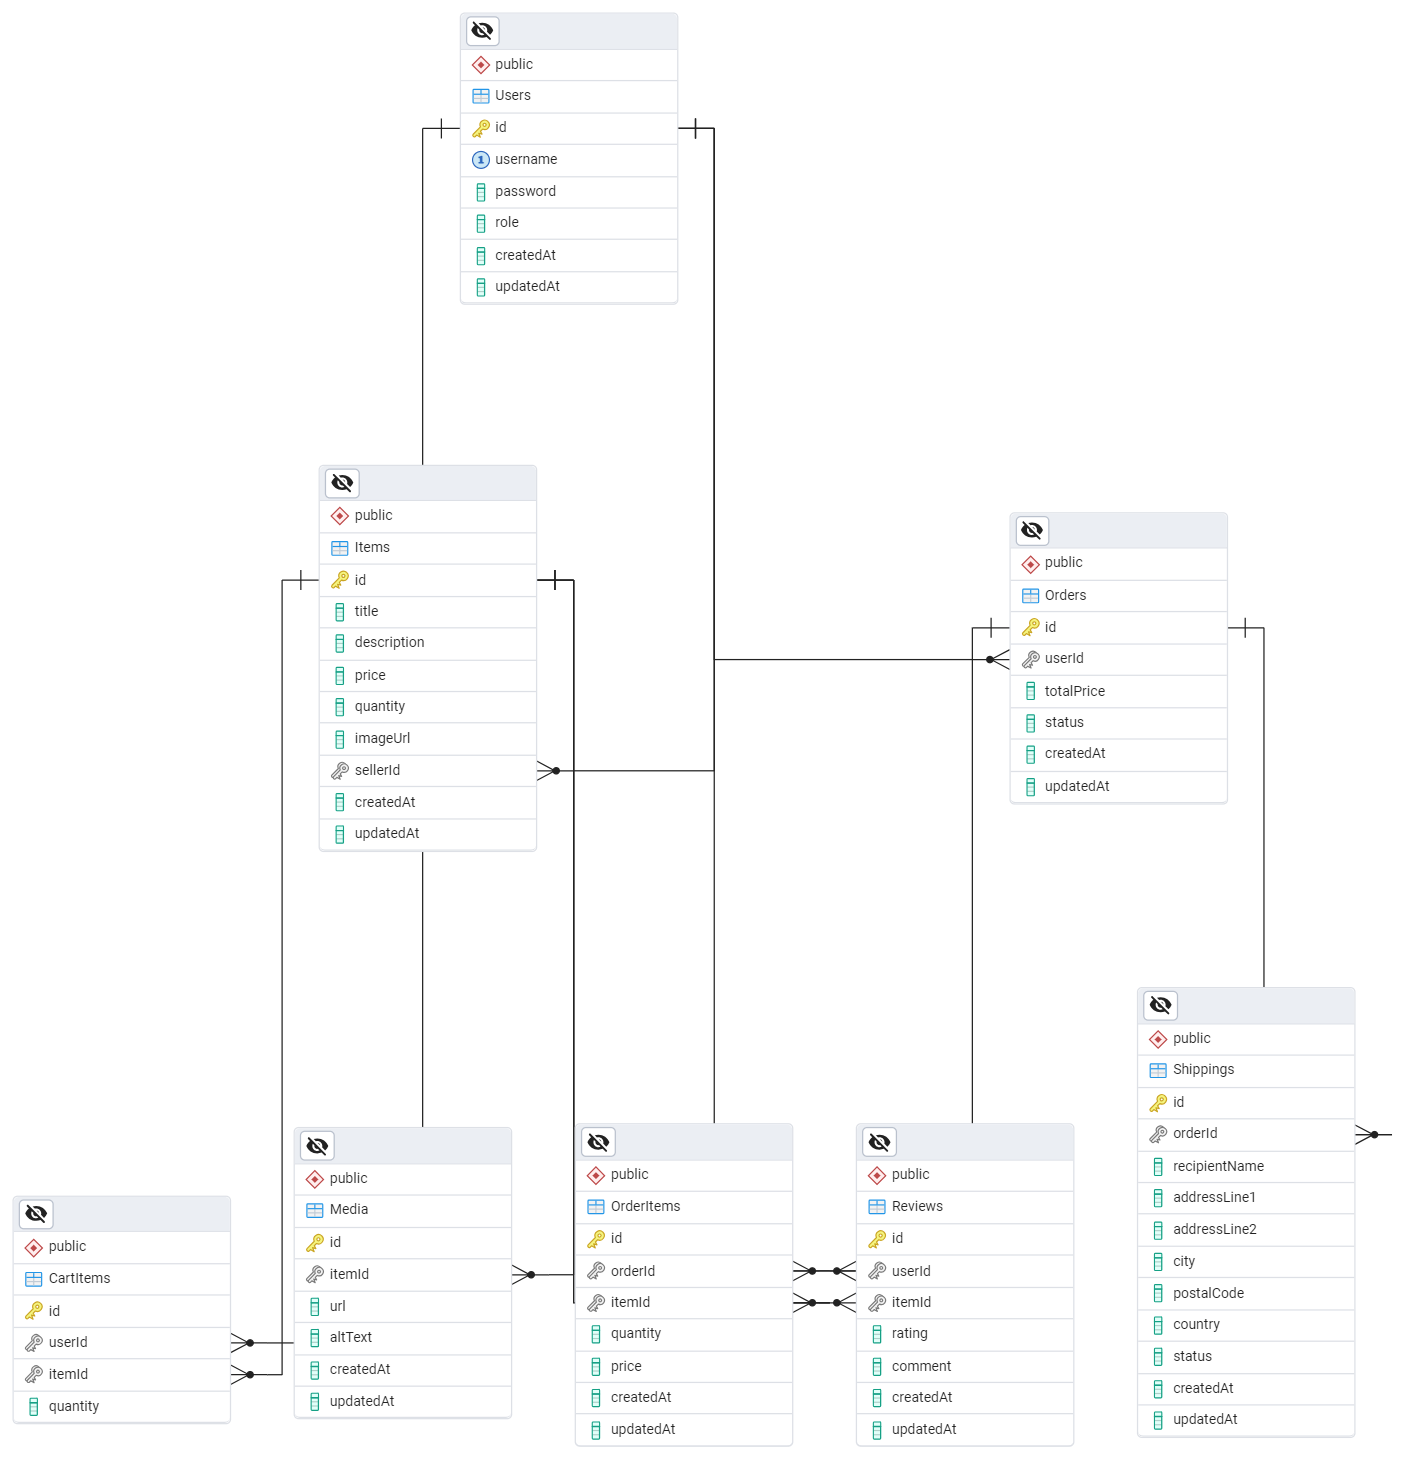 public
Users
id
username
password
role
createdAt
updatedAt
public
Items
id
title
description
price
quantity
imageUrl
sellerId
createdAt
updatedAt
public
Orders
id
userId
totalPrice
status
createdAt
updatedAt
public
CartItems
id
userId
itemId
quantity
public
Media
id
itemId
url
altText
createdAt
updatedAt
public
OrderItems
id
orderId
itemId
quantity
price
createdAt
updatedAt
public
Reviews
id
userId
itemId
rating
comment
createdAt
updatedAt
public
Shippings
id
orderId
recipientName
addressLine1
addressLine2
city
postalCode
country
status
createdAt
updatedAt